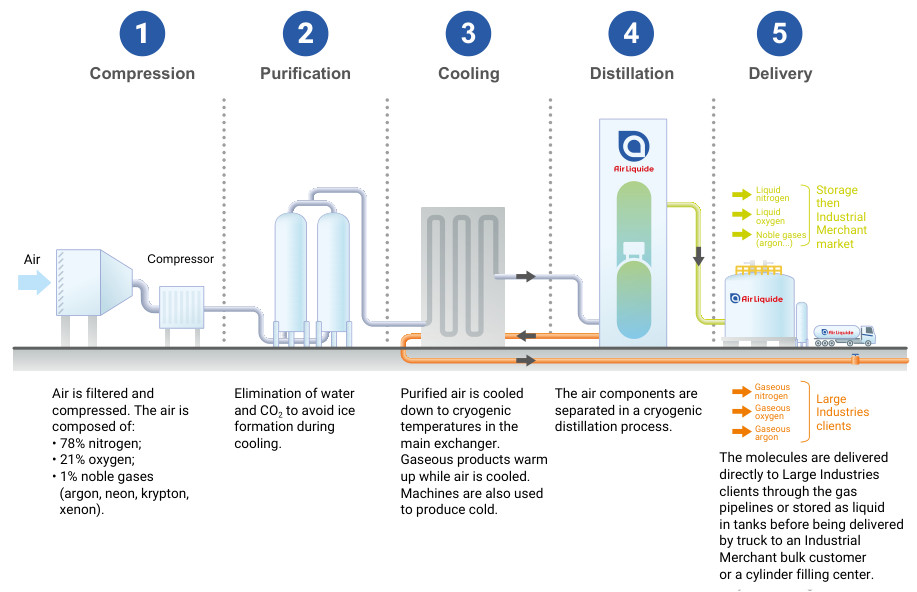 1
Compression
2
Purification
3
Cooling
4
Distillation
5
Delivery
Air
Compressor
Air Liquide
Liquid
nitrogen
Liquid
oxygen
Noble gases
(argon...)
Storage
then
Industrial
Merchant
market
Air Liquide
Air Liquide
Air is filtered and
compressed. The air is
composed of:
• 78% nitrogen;
• 21% oxygen;
• 1% noble gases
(argon, neon, krypton,
xenon).
Elimination of water
and CO₂ to avoid ice
formation during
cooling.
Purified air is cooled
down to cryogenic
temperatures in the
main exchanger.
Gaseous products warm
up while air is cooled.
Machines are also used
to produce cold.
The air components are
separated in a cryogenic
distillation process.
Gaseous
nitrogen
Gaseous
oxygen
Gaseous
argon
Large
Industries
clients
The molecules are delivered
directly to Large Industries
clients through the gas
pipelines or stored as liquid
in tanks before being delivered
by truck to an Industrial
Merchant bulk customer
or a cylinder filling center.